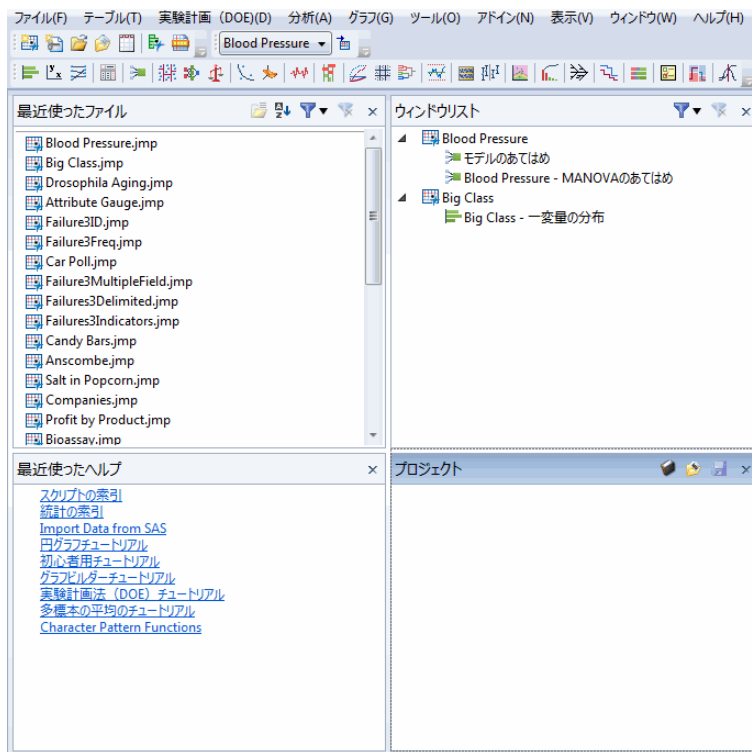 ファイル(F) テーブル(T) 実験計画（DOE)(D) 分析(A) グラフ(G) ツール(O) アドイン(N) 表示(V) ウィンドウ(W) ヘルプ(H)
Blood Pressure
最近使ったファイル
Blood Pressure.jmp
Big Class.jmp
Drosophila Aging.jmp
Attribute Gauge.jmp
Failure3ID.jmp
Failure3Freq.jmp
Car Poll.jmp
Failure3MultipleField.jmp
Failures3Delimited.jmp
Failures3Indicators.jmp
Candy Bars.jmp
Anscombe.jmp
Salt in Popcorn.jmp
Companies.jmp
Profit by Product.jmp
Bioassay.jmp
ウィンドウリスト
Blood Pressure
モデルのあてはめ
Blood Pressure - MANOVAのあてはめ
Big Class
Big Class - 一変量の分布
最近使ったヘルプ
スクリプトの索引
統計の索引
Import Data from SAS
円グラフチュートリアル
初心者用チュートリアル
グラフビルダーチュートリアル
実験計画法（DOE）チュートリアル
多標本の平均のチュートリアル
Character Pattern Functions
プロジェクト